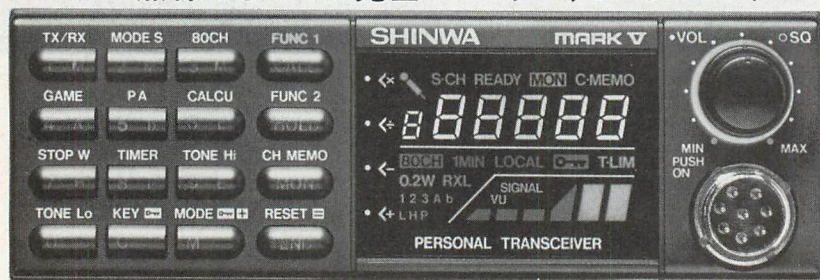 TX/RX MODE S 80CH FUNC 1
GAME PA CALCU FUNC 2
STOP W TIMER TONE Hi CH MEMO
TONE Lo KEY MODE RESET
SHINWA MARK V
S·CH READY MON C·MEMO
888888
80CH 1MIN LOCAL T·LIM
0.2W RXL
1 2 3 A b
L H P
SIGNAL
VU
PERSONAL TRANSCEIVER
•VOL. ○SQ
MIN MAX
PUSH
ON